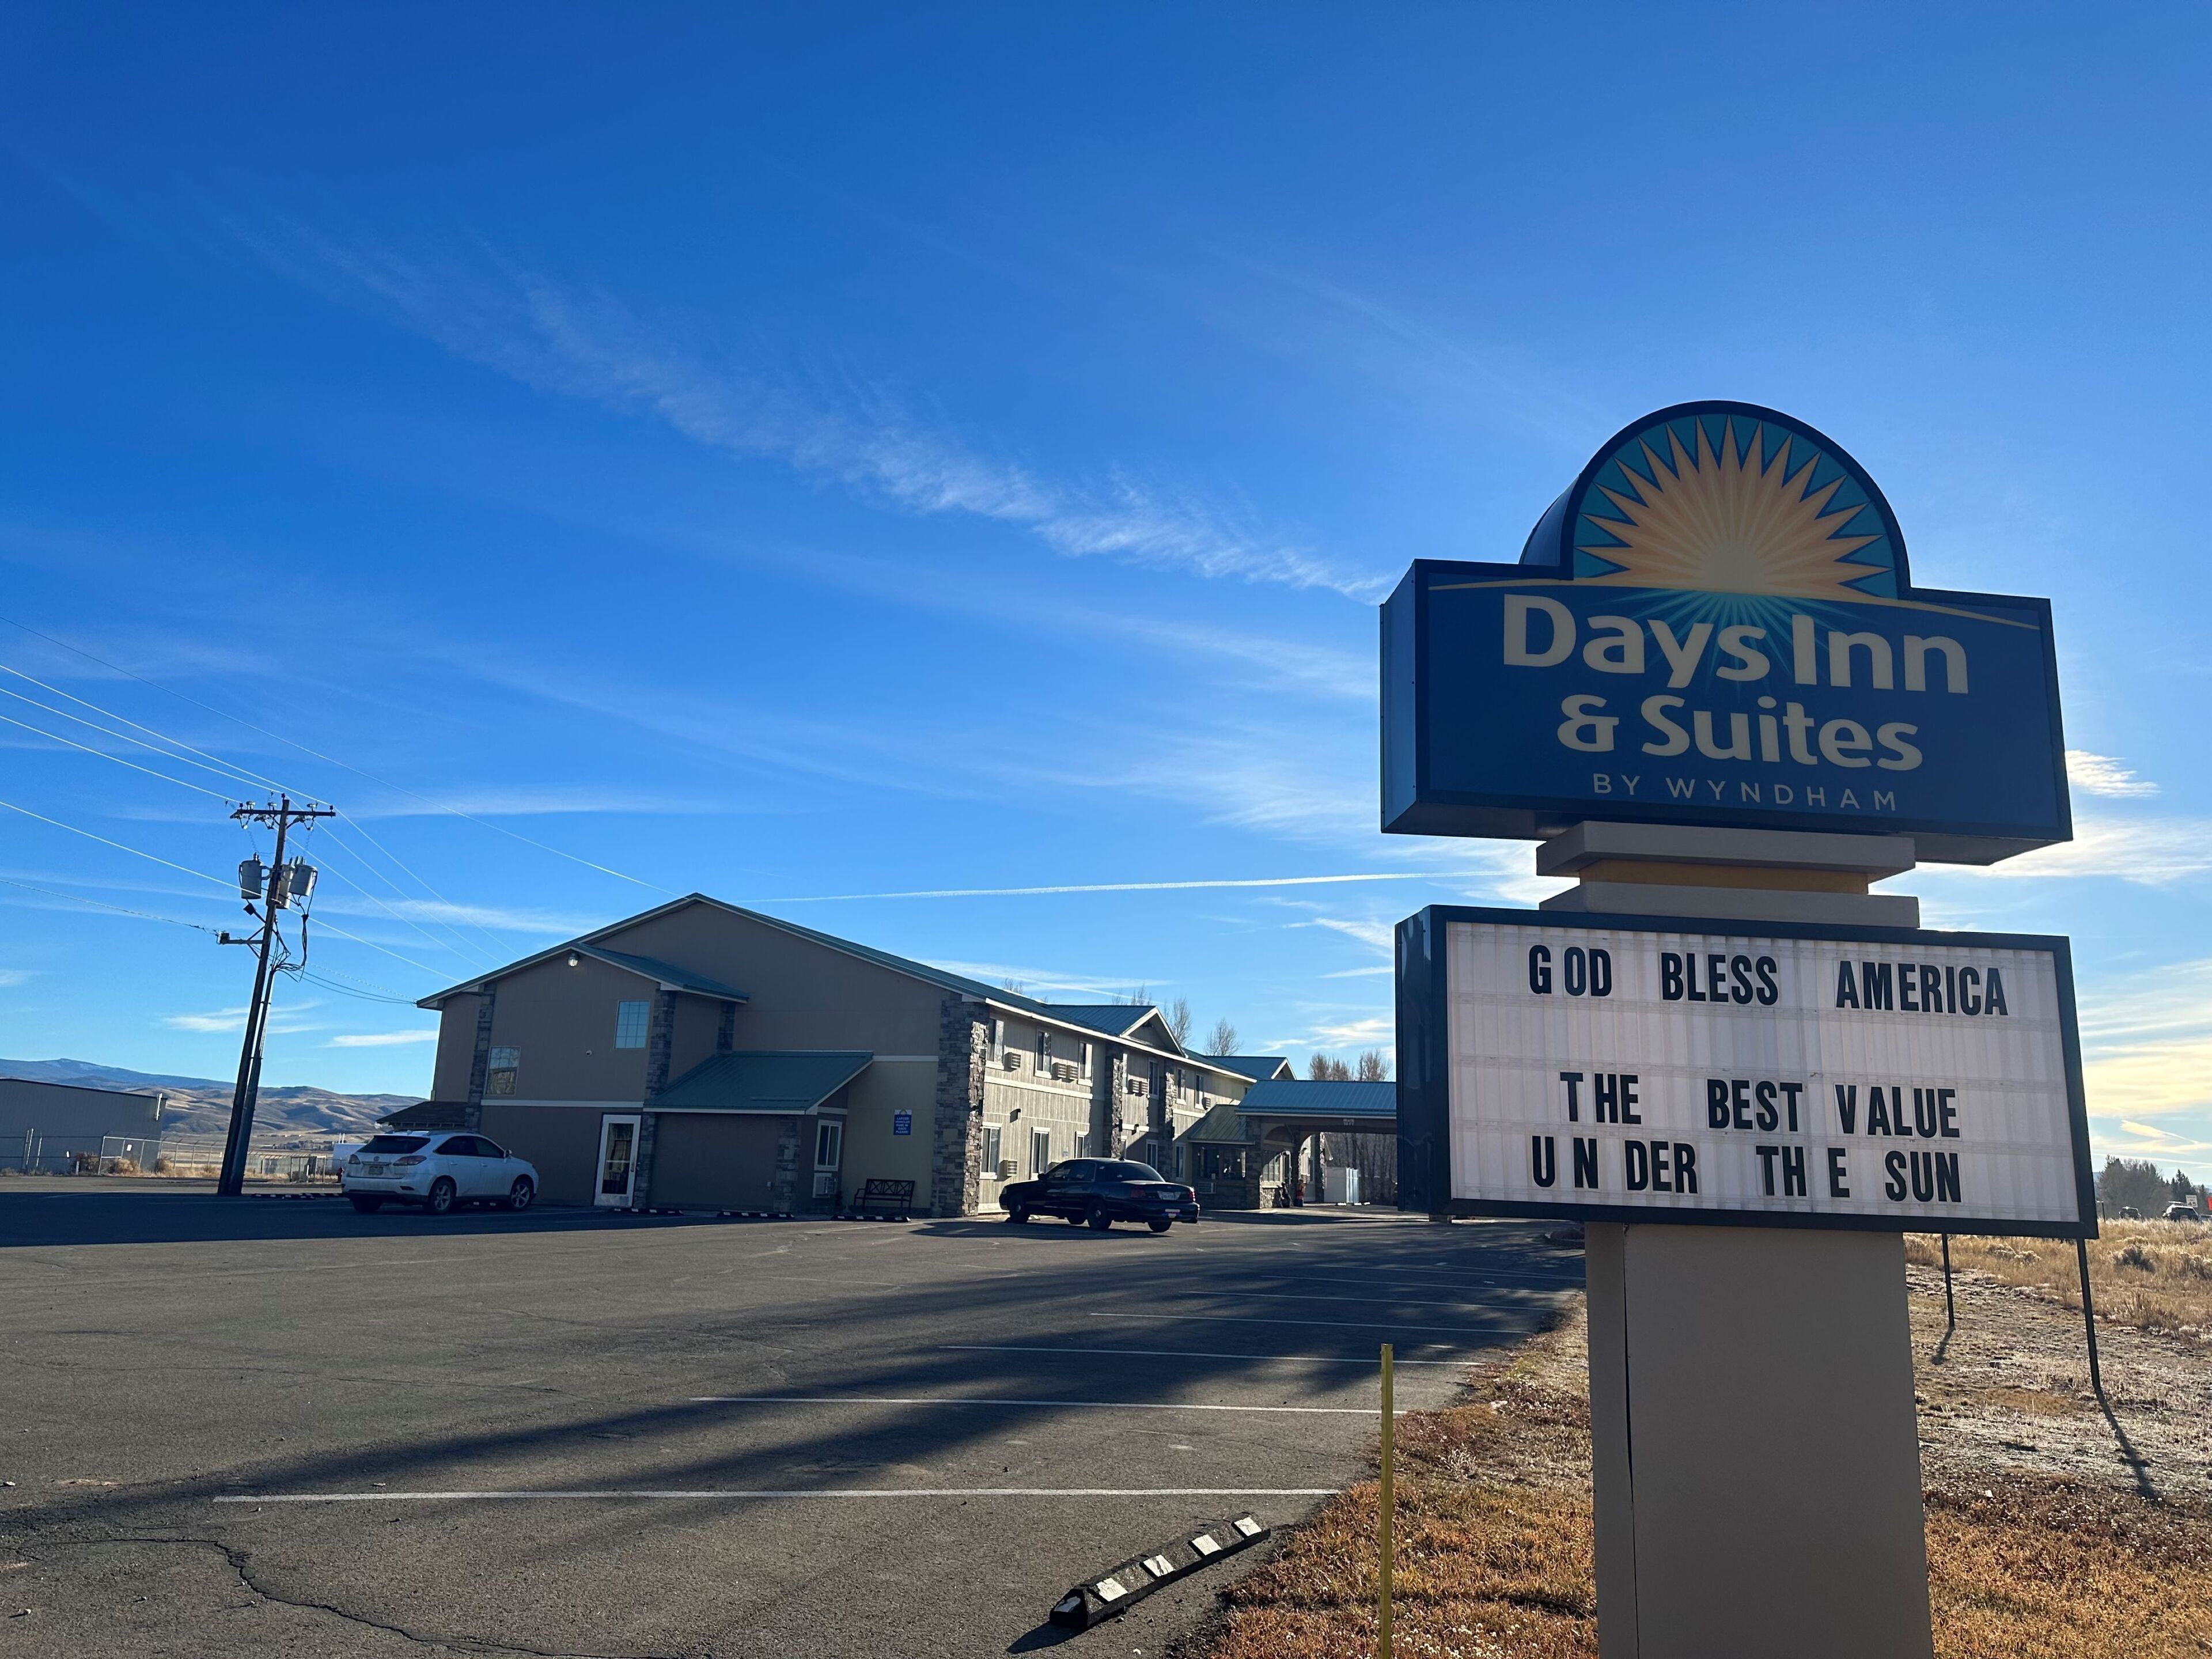 Days Inn
& Suites
BY WYNDHAM
GOD BLESS AMERICA
THE BEST VALUE
UNDER THE SUN